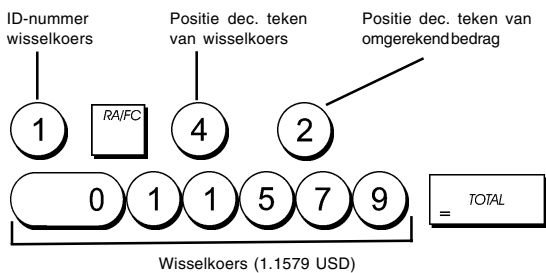 ID-nummer
wisselkoers
Positie dec. teken
van wisselkoers
Positie dec. teken van
omgerekend bedrag
1 RA/FC 4 2
0 1 1 5 7 9 = TOTAL
Wisselkoers (1.1579 USD)